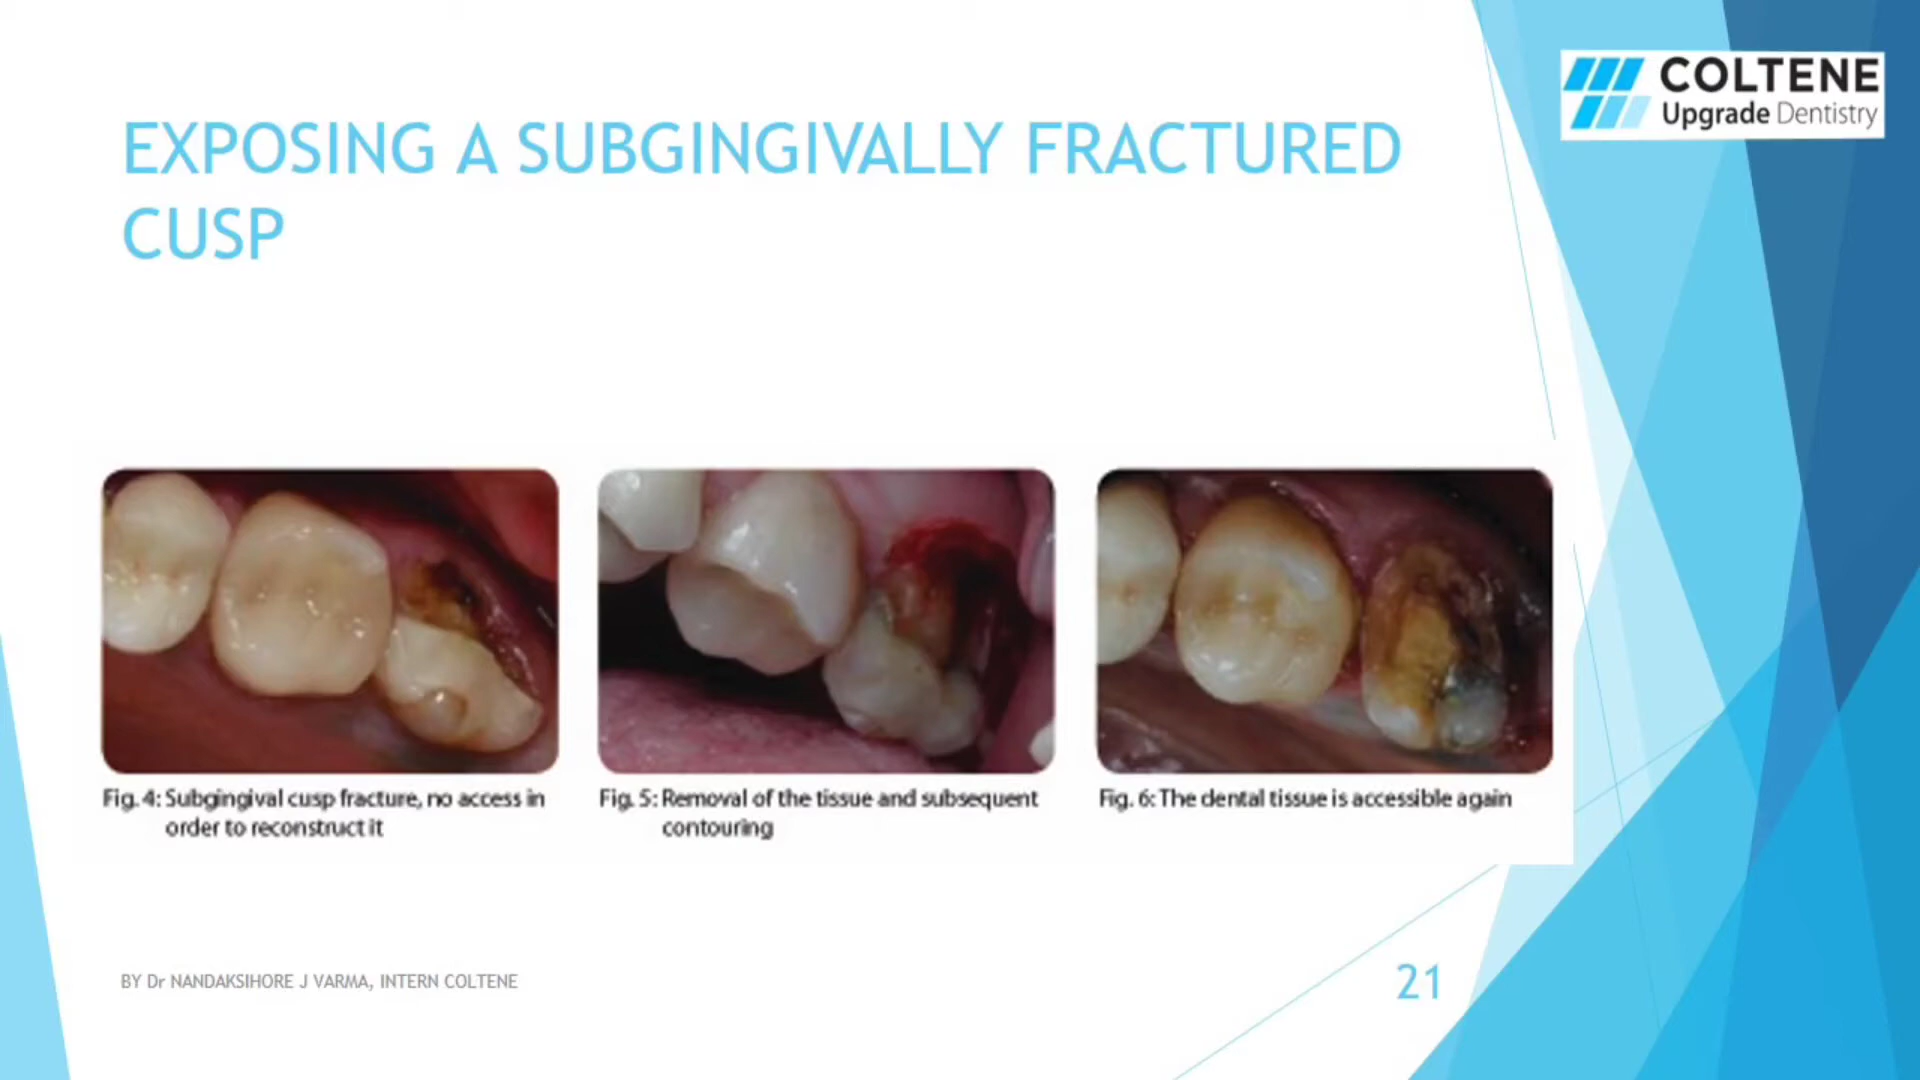 COLTENE
Upgrade Dentistry
EXPOSING A SUBGINGIVALLY FRACTURED
CUSP
Fig. 4: Subgingival cusp fracture, no access in
order to reconstruct it
Fig. 5: Removal of the tissue and subsequent
contouring
Fig. 6: The dental tissue is accessible again
BY Dr NANDAKSIHORE J VARMA, INTERN COLTENE
21